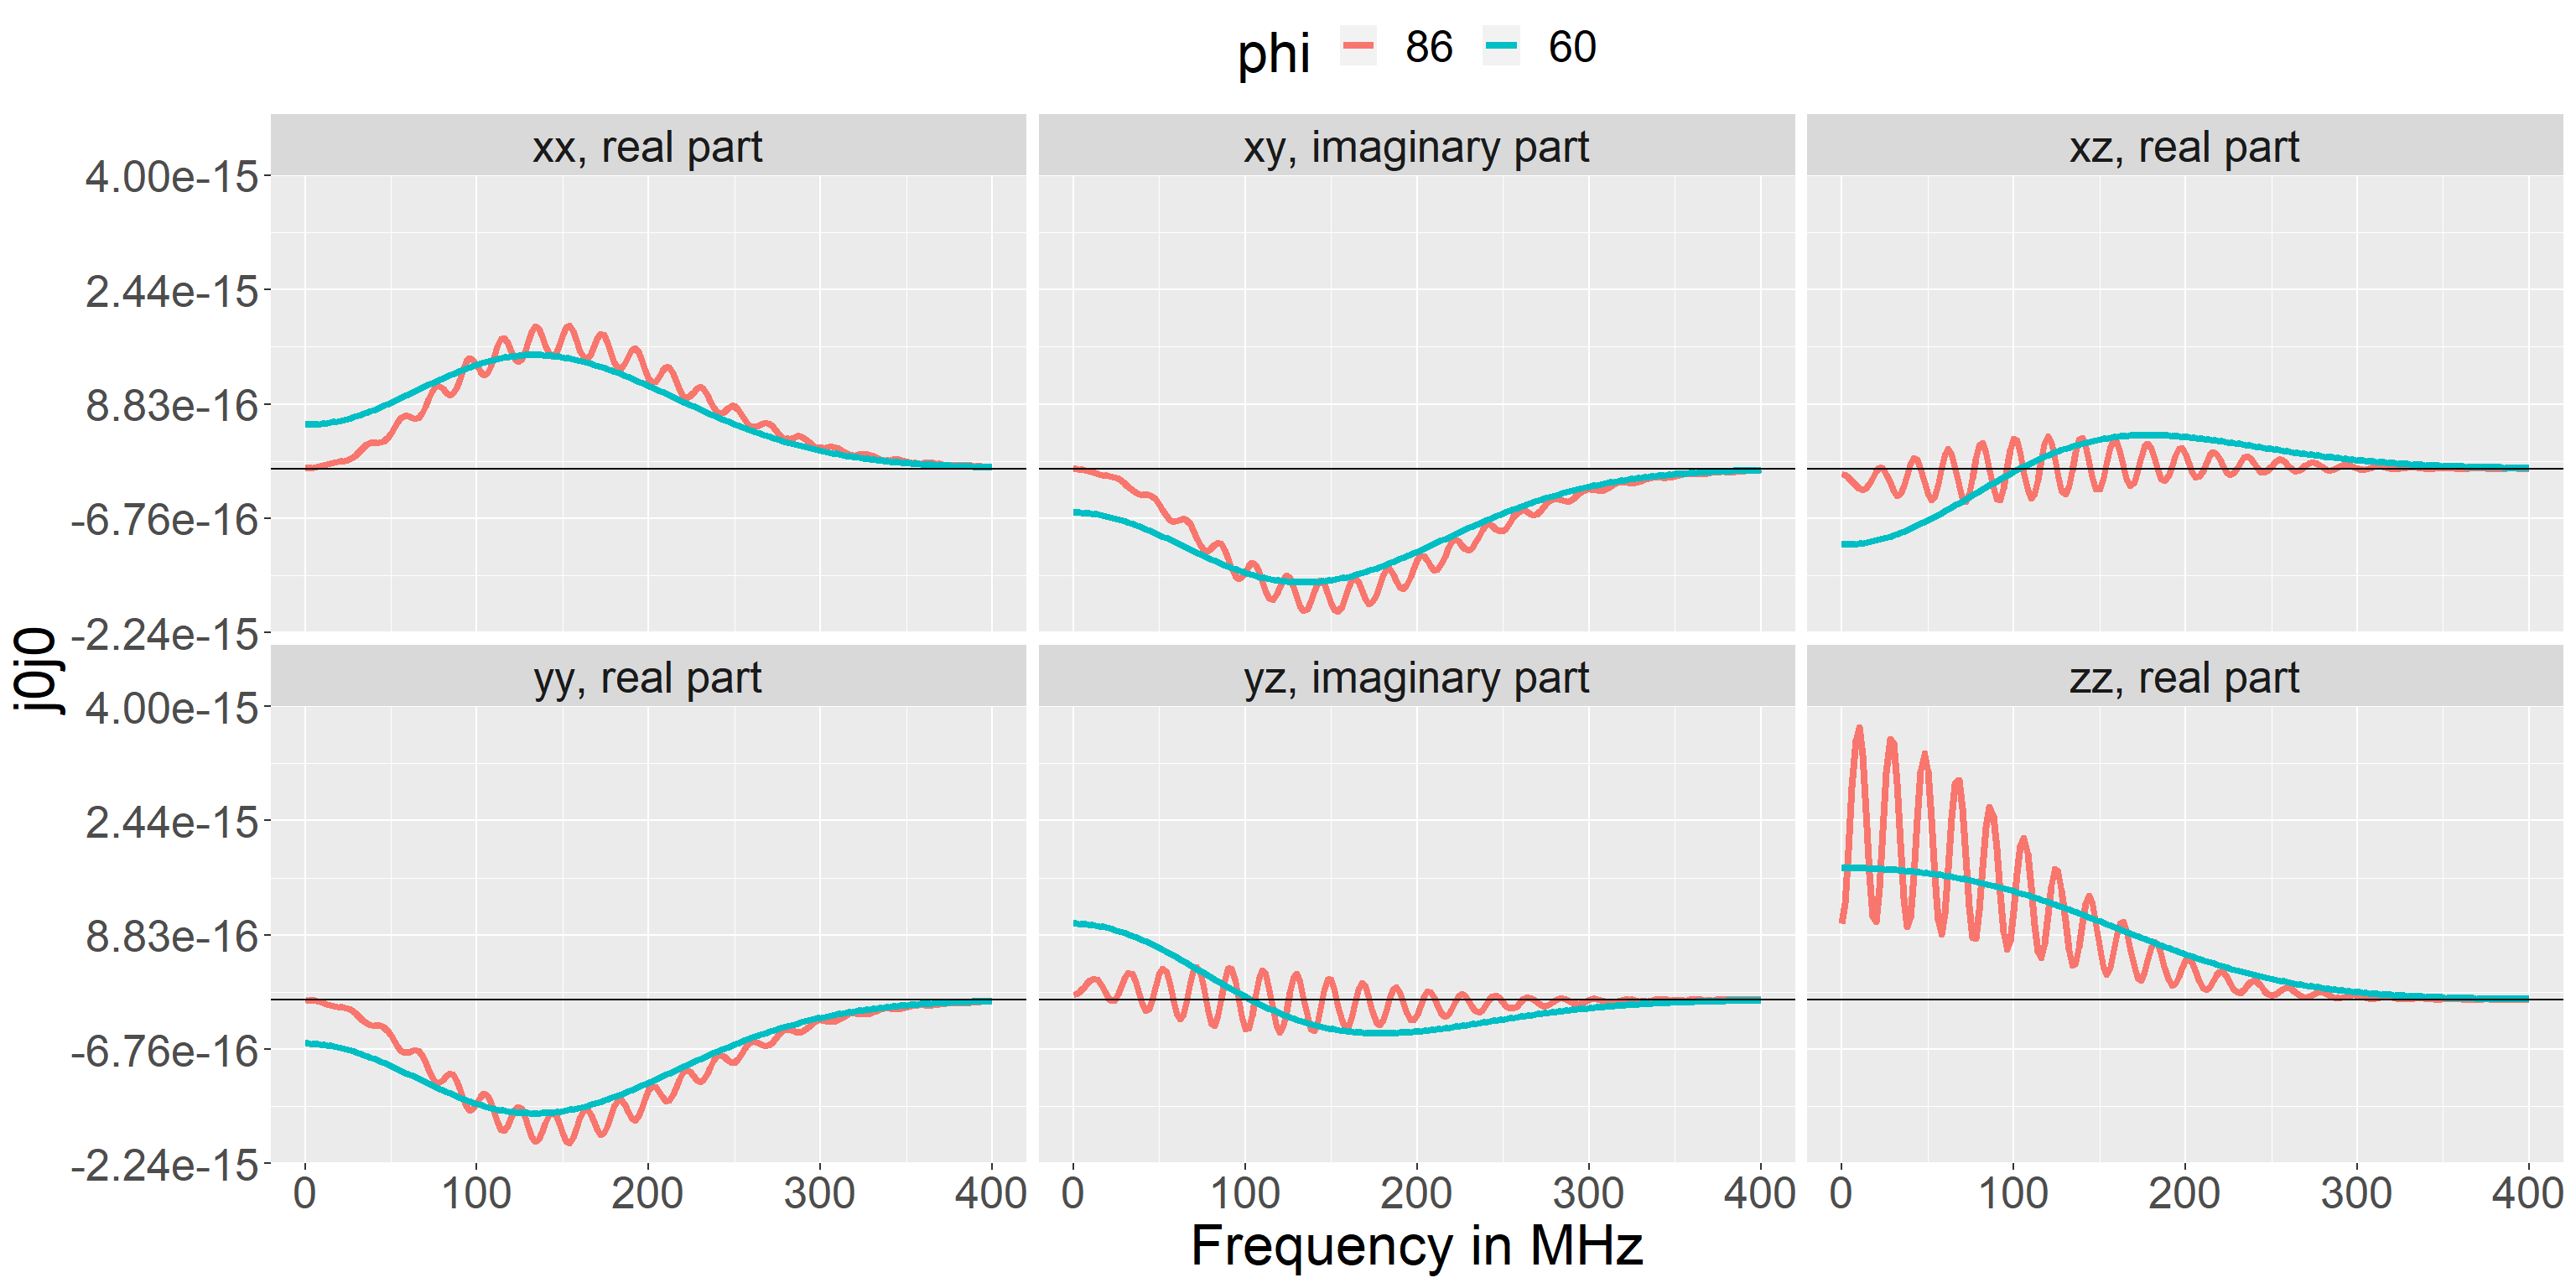 phi 86 60
xx, real part xy, imaginary part xz, real part
4.00e-15
2.44e-15
8.83e-16
-6.76e-16
-2.24e-15
j0j0
yy, real part yz, imaginary part zz, real part
4.00e-15
2.44e-15
8.83e-16
-6.76e-16
-2.24e-15
0 100 200 300 400 0 100 200 300 400 0 100 200 300 400
Frequency in MHz